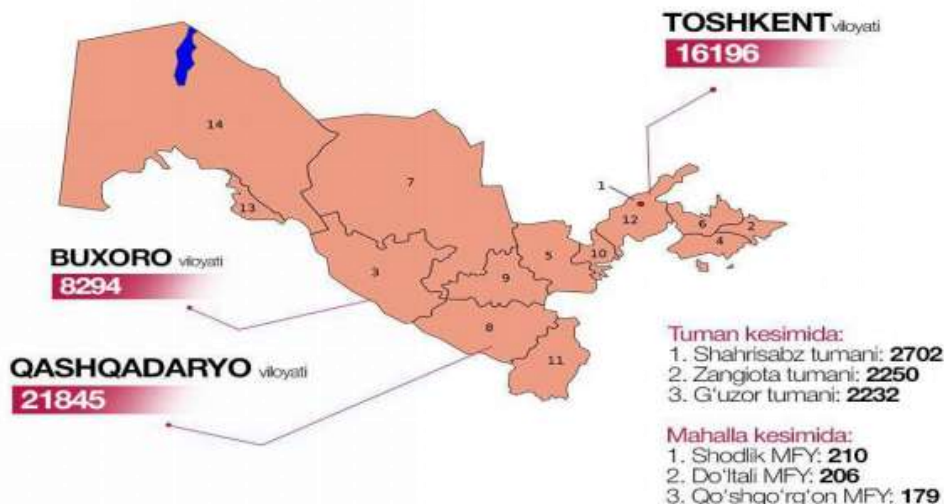 TOSHKENT viloyati
16196
14
7
1
13
12
6
2
4
10
5
3
9
8
11
BUXORO viloyati
8294
QASHQADARYO viloyati
21845
Tuman kesimida:
1. Shahrisabz tumani: 2702
2. Zangiota tumani: 2250
3. G'uzor tumani: 2232
Mahalla kesimida:
1. Shodlik MFY: 210
2. Do'ltali MFY: 206
3. Qo'shqo'rg'on MFY: 179